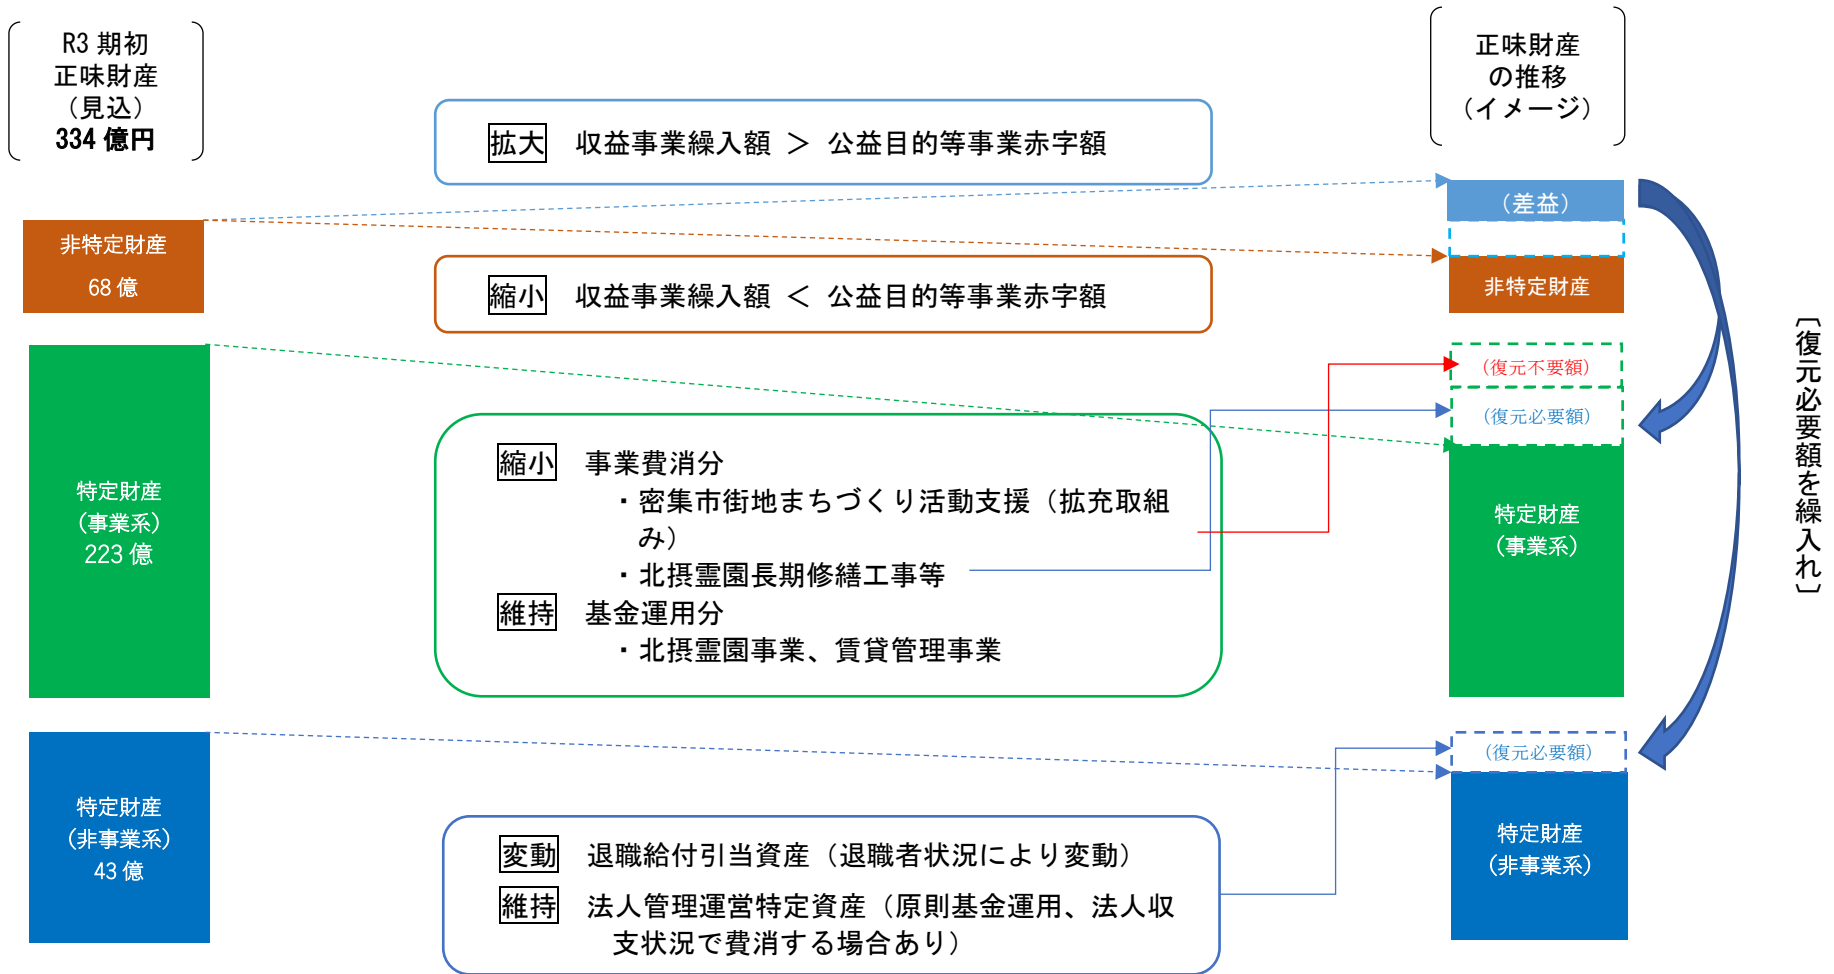 R3 期初
正味財産
（見込）
334 億円
正味財産
の推移
（イメージ）
拡大　収益事業繰入額 ＞ 公益目的等事業赤字額
（差益）
非特定財産
68 億
縮小　収益事業繰入額 ＜ 公益目的等事業赤字額
非特定財産
（復元不要額）
（復元必要額）
〔復元必要額を繰入れ〕
特定財産
（事業系）
223 億
縮小　事業費消分
・密集市街地まちづくり活動支援（拡充取組
み）
・北摂霊園長期修繕工事等
維持　基金運用分
・北摂霊園事業、賃貸管理事業
特定財産
（事業系）
特定財産
（非事業系）
43 億
変動　退職給付引当資産（退職者状況により変動）
維持　法人管理運営特定資産（原則基金運用、法人収
支状況で費消する場合あり）
（復元必要額）
特定財産
（非事業系）